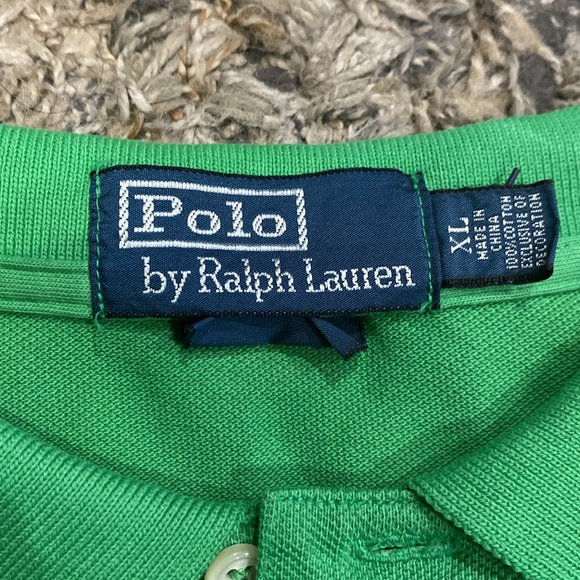 Polo
by Ralph Lauren
XL
MADE IN
CHINA
100% COTTON
EXCLUSIVE OF
DECORATION